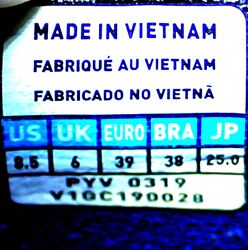 MADE IN VIETNAM
FABRIQUÉ AU VIETNAM
FABRICADO NO VIETNÃ
US UK EURO BRA JP
8.5 6 39 38 25.0
PYV 0319
V10C190028